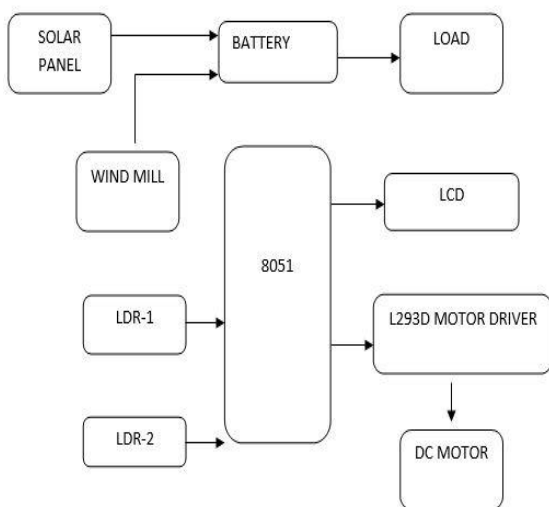 SOLAR
PANEL
BATTERY
LOAD
WIND MILL
8051
LCD
LDR-1
L293D MOTOR DRIVER
LDR-2
DC MOTOR